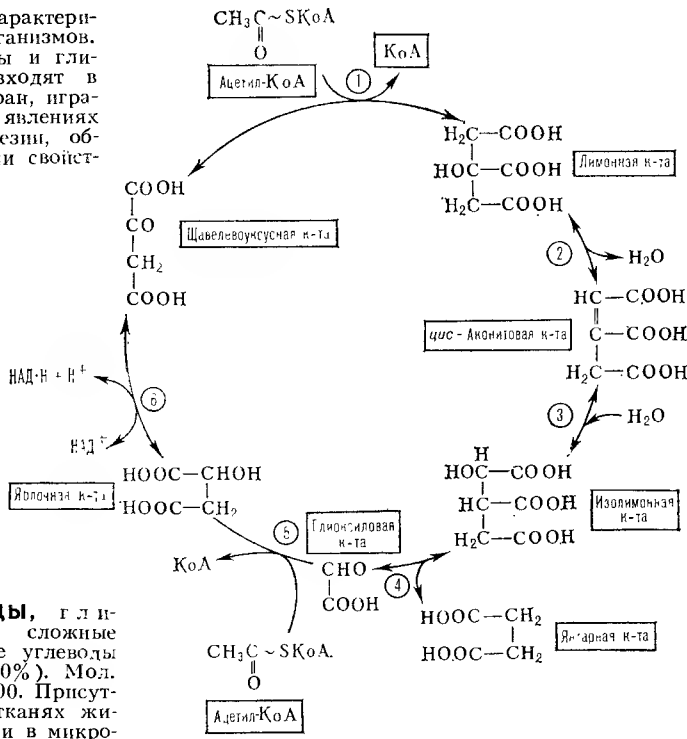 арактери-
ганизмов.
ы и гли-
входят в
ран, игра-
явлениях
езии, об-
и свойст-
CH₃C~SKoA
O
Ацетил-КоА
КоА
1
H₂C—COOH
HOC—COOH
H₂C—COOH
Лимонная к-та
2
H₂O
HC—COOH
C—COOH
H₂C—COOH
цис-Аконитовая к-та
3
H₂O
H
HOC—COOH
HC—COOH
H₂C—COOH
Изолимонная
к-та
4
HOOC—CH₂
HOOC—CH₂
Янтарная к-та
Глиоксиловая
к-та
CHO
COOH
5
КоА
CH₃C~SKoA.
O
Ацетил-КоА
HOOC—CHOH
HOOC—CH₂
Яблочная к-та
6
НАД·Н + Н⁺
НАД⁺
COOH
CO
CH₂
COOH
Щавелевоуксусная к-та
ДЫ, гли-
сложные
е углеводы
0%). Мол.
00. Присут-
тканях жи-
и в микро-